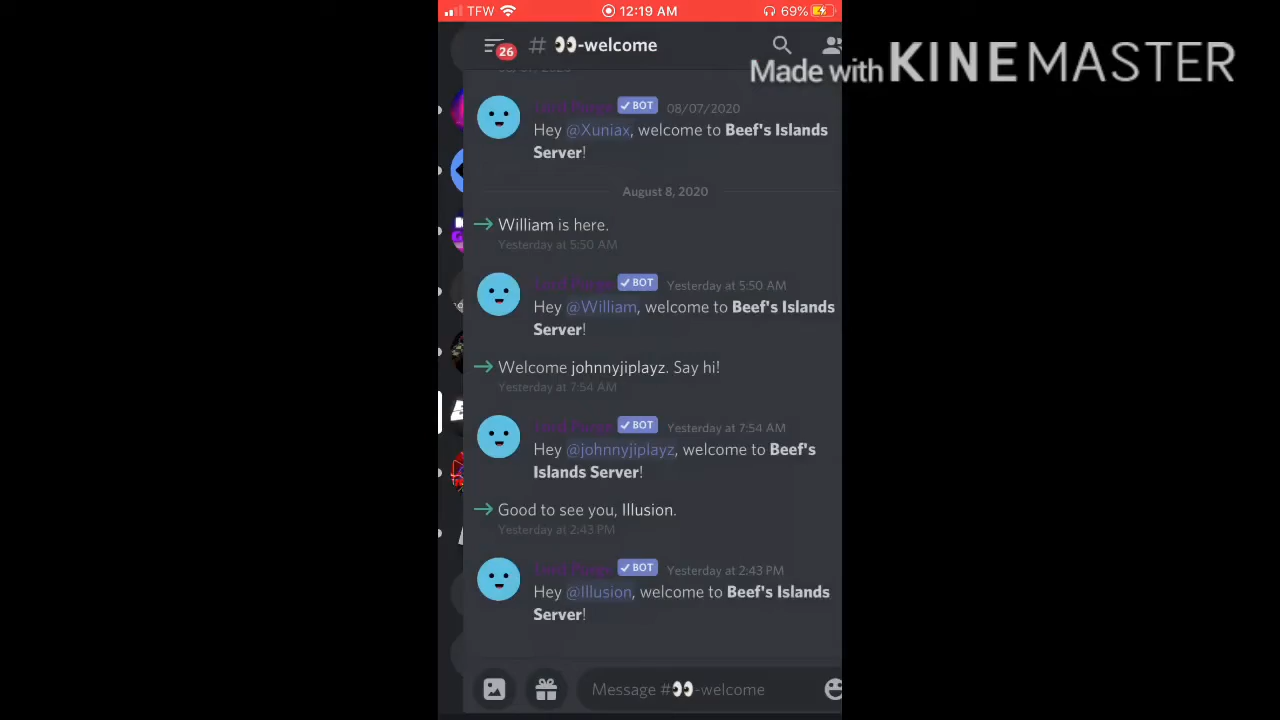 TFW 12:19 AM 69%
26 # 👀-welcome
Made with KINEMASTER
BOT 08/07/2020
Hey @Xuniax, welcome to Beef's Islands
Server!
August 8, 2020
William is here.
Yesterday at 5:50 AM
BOT Yesterday at 5:50 AM
Hey @William, welcome to Beef's Islands
Server!
Welcome johnnyjiplayz. Say hi!
Yesterday at 7:54 AM
BOT Yesterday at 7:54 AM
Hey @johnnyjiplayz, welcome to Beef's
Islands Server!
Good to see you, Illusion.
Yesterday at 2:43 PM
BOT Yesterday at 2:43 PM
Hey @Illusion, welcome to Beef's Islands
Server!
Message #👀-welcome